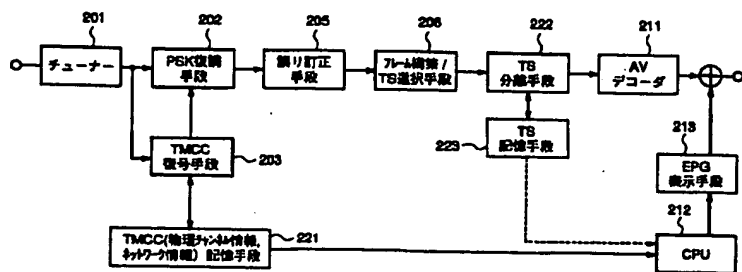 201
202
205
206
222
211
チューナー
PSK復調
手段
誤り訂正
手段
フレーム構築/
TS選択手段
TS
分離手段
AV
デコーダ
TMCC
復号手段
203
223
TS
記憶手段
213
EPG
表示手段
212
TMCC(物理チャンネル情報,
ネットワーク情報) 記憶手段
221
CPU